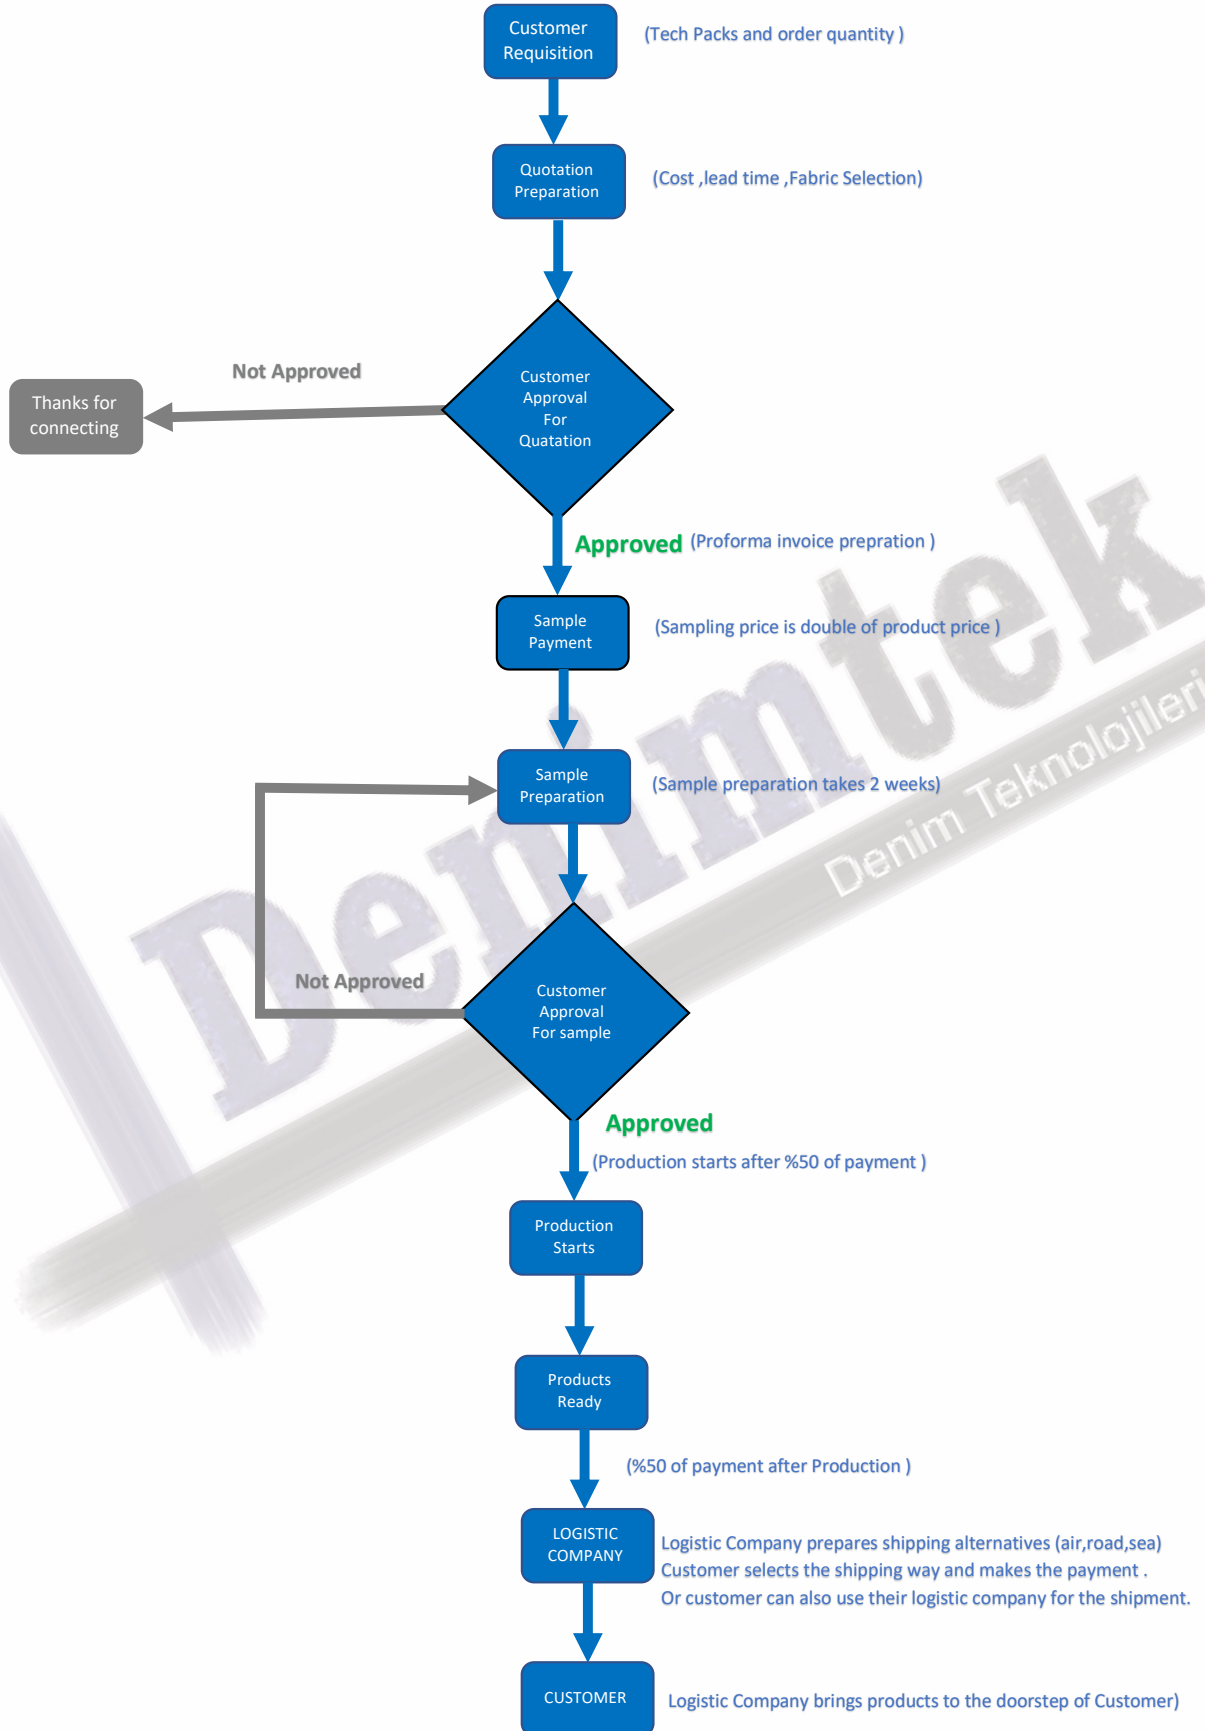 Customer
Requisition
(Tech Packs and order quantity )
Quotation
Preparation
(Cost ,lead time ,Fabric Selection)
Not Approved
Thanks for
connecting
Customer
Approval
For
Quatation
Approved (Proforma invoice prepration )
Sample
Payment
(Sampling price is double of product price )
Sample
Preparation
(Sample preparation takes 2 weeks)
Denimtek
Denim Teknolojileri
Not Approved
Customer
Approval
For sample
Approved
(Production starts after %50 of payment )
Production
Starts
Products
Ready
(%50 of payment after Production )
LOGISTIC
COMPANY
Logistic Company prepares shipping alternatives (air,road,sea)
Customer selects the shipping way and makes the payment .
Or customer can also use their logistic company for the shipment.
CUSTOMER
Logistic Company brings products to the doorstep of Customer)